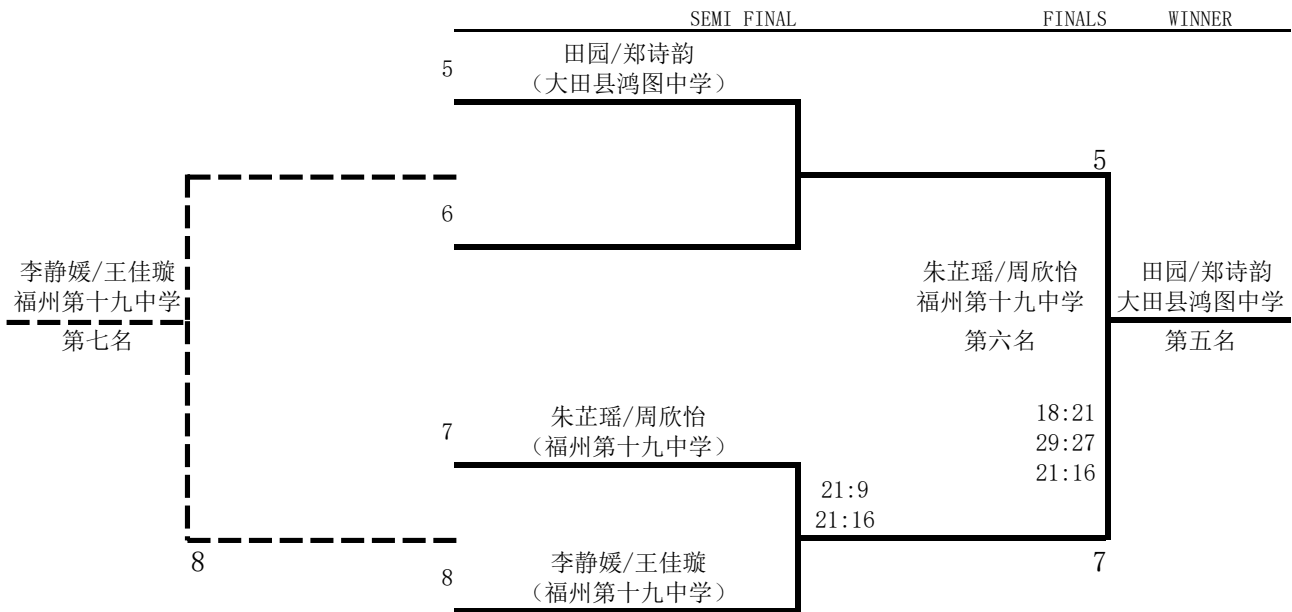 SEMI FINAL
FINALS
WINNER
5
田园/郑诗韵
（大田县鸿图中学）
5
6
李静媛/王佳璇
福州第十九中学
第七名
朱芷瑶/周欣怡
福州第十九中学
第六名
田园/郑诗韵
大田县鸿图中学
第五名
7
朱芷瑶/周欣怡
（福州第十九中学）
18:21
29:27
21:16
21:9
21:16
8
7
8
李静媛/王佳璇
（福州第十九中学）